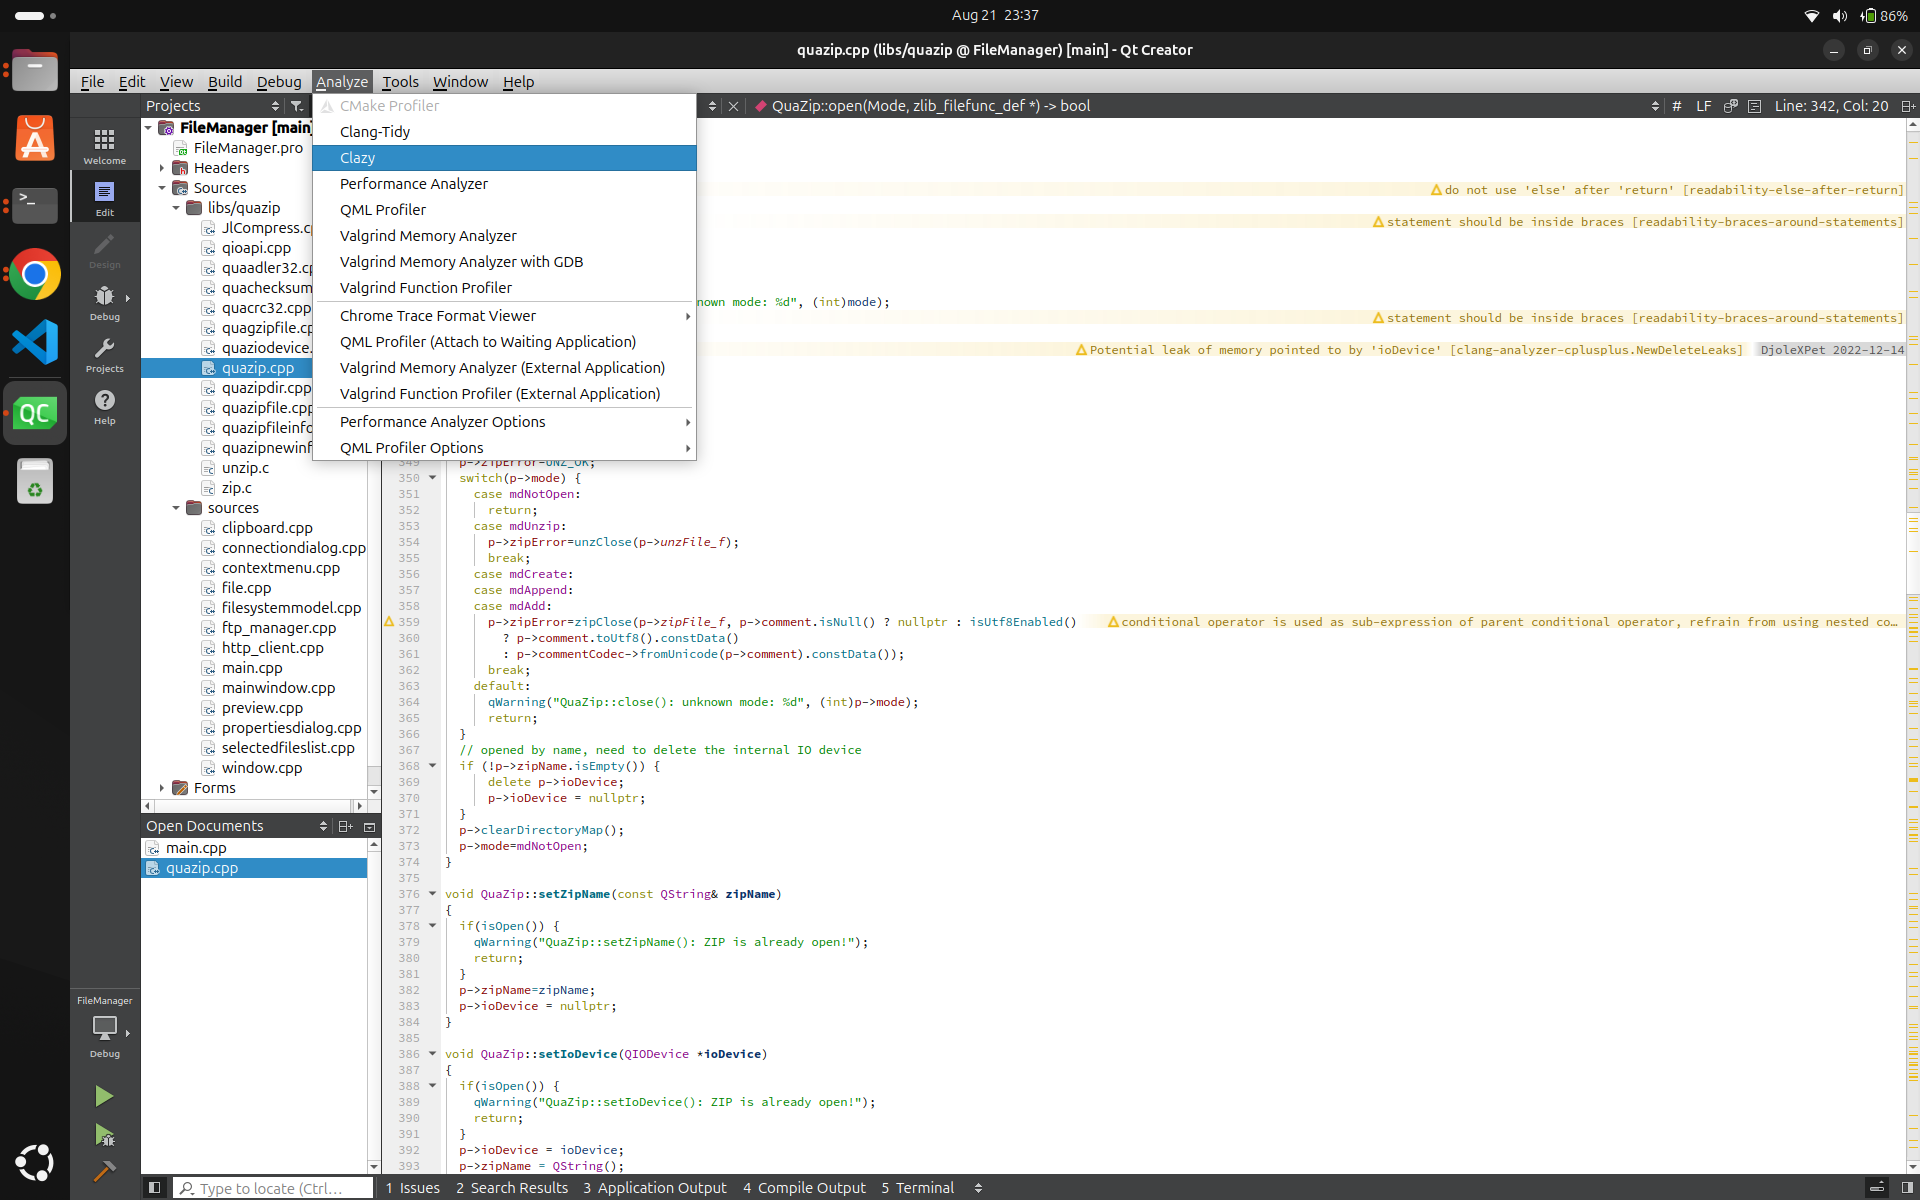 Aug 21 23:37
86%
quazip.cpp (libs/quazip @ FileManager) [main] - Qt Creator
File Edit View Build Debug Analyze Tools Window Help
Projects
QuaZip::open(Mode, zlib_filefunc_def *) -> bool
# LF Line: 342, Col: 20
Welcome
Edit
Design
Debug
Projects
Help
FileManager [main]
FileManager.pro
Headers
Sources
libs/quazip
JlCompress.c
qioapi.cpp
quaadler32.cp
quachecksum
quacrc32.cpp
quagzipfile.cp
quaziodevice.
quazip.cpp
quazipdir.cpp
quazipfile.cpp
quazipfileinfo
quazipnewinf
unzip.c
zip.c
sources
clipboard.cpp
connectiondialog.cpp
contextmenu.cpp
file.cpp
filesystemmodel.cpp
ftp_manager.cpp
http_client.cpp
main.cpp
mainwindow.cpp
preview.cpp
propertiesdialog.cpp
selectedfileslist.cpp
window.cpp
Forms
Open Documents
main.cpp
quazip.cpp
CMake Profiler
Clang-Tidy
Clazy
Performance Analyzer
QML Profiler
Valgrind Memory Analyzer
Valgrind Memory Analyzer with GDB
Valgrind Function Profiler
Chrome Trace Format Viewer
QML Profiler (Attach to Waiting Application)
Valgrind Memory Analyzer (External Application)
Valgrind Function Profiler (External Application)
Performance Analyzer Options
QML Profiler Options
do not use 'else' after 'return' [readability-else-after-return]
statement should be inside braces [readability-braces-around-statements]
nown mode: %d", (int)mode);
statement should be inside braces [readability-braces-around-statements]
Potential leak of memory pointed to by 'ioDevice' [clang-analyzer-cplusplus.NewDeleteLeaks] DjoleXPet 2022-12-14
349 p->zipError=UNZ_OK;
350 switch(p->mode) {
351 case mdNotOpen:
352 return;
353 case mdUnzip:
354 p->zipError=unzClose(p->unzFile_f);
355 break;
356 case mdCreate:
357 case mdAppend:
358 case mdAdd:
359 p->zipError=zipClose(p->zipFile_f, p->comment.isNull() ? nullptr : isUtf8Enabled() conditional operator is used as sub-expression of parent conditional operator, refrain from using nested co…
360 ? p->comment.toUtf8().constData()
361 : p->commentCodec->fromUnicode(p->comment).constData());
362 break;
363 default:
364 qWarning("QuaZip::close(): unknown mode: %d", (int)p->mode);
365 return;
366 }
367 // opened by name, need to delete the internal IO device
368 if (!p->zipName.isEmpty()) {
369 delete p->ioDevice;
370 p->ioDevice = nullptr;
371 }
372 p->clearDirectoryMap();
373 p->mode=mdNotOpen;
374 }
375
376 void QuaZip::setZipName(const QString& zipName)
377 {
378 if(isOpen()) {
379 qWarning("QuaZip::setZipName(): ZIP is already open!");
380 return;
381 }
382 p->zipName=zipName;
383 p->ioDevice = nullptr;
384 }
385
386 void QuaZip::setIoDevice(QIODevice *ioDevice)
387 {
388 if(isOpen()) {
389 qWarning("QuaZip::setIoDevice(): ZIP is already open!");
390 return;
391 }
392 p->ioDevice = ioDevice;
393 p->zipName = QString();
FileManager
Debug
Type to locate (Ctrl…
1 Issues 2 Search Results 3 Application Output 4 Compile Output 5 Terminal